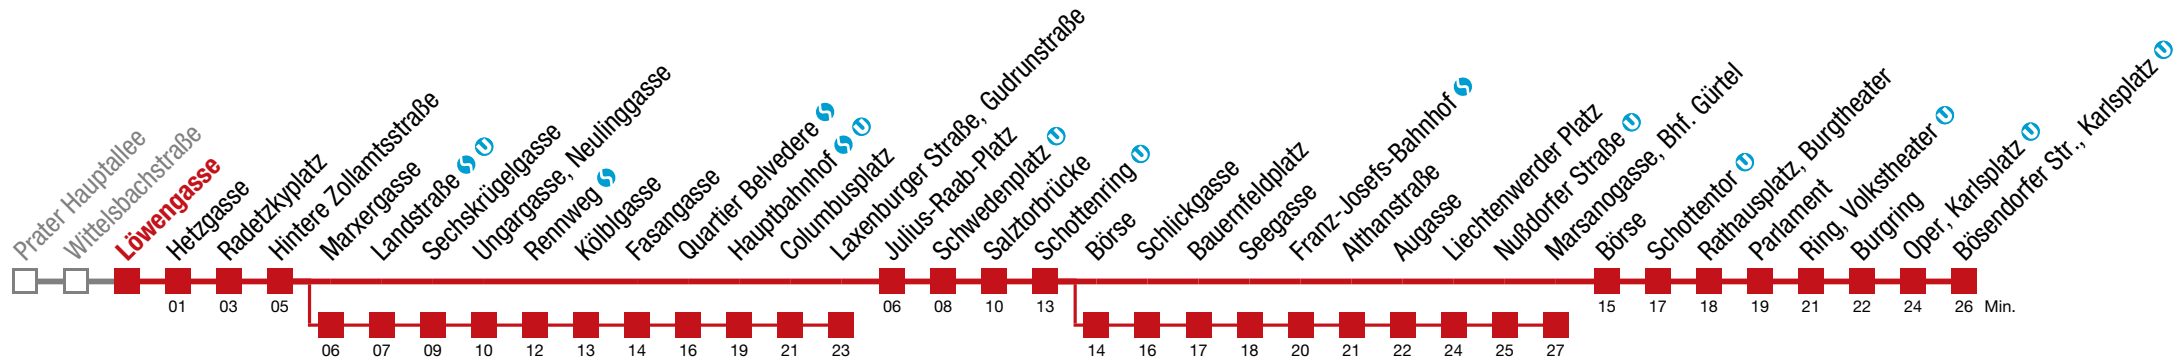 Prater Hauptallee
Wittelsbachstraße
Löwengasse
Hetzgasse
Radetzkyplatz
Hintere Zollamtsstraße
Marxergasse
Landstraße S U
Sechskrügelgasse
Ungargasse, Neulinggasse
Rennweg S
Kölblgasse
Fasangasse
Quartier Belvedere S
Hauptbahnhof S U
Columbusplatz
Laxenburger Straße, Gudrunstraße
Julius-Raab-Platz
Schwedenplatz U
Salztorbrücke
Schottenring U
Börse
Schlickgasse
Bauernfeldplatz
Seegasse
Franz-Josefs-Bahnhof S
Althanstraße
Augasse
Liechtenwerder Platz
Nußdorfer Straße U
Marsanogasse, Bhf. Gürtel
Börse
Schottentor U
Rathausplatz, Burgtheater
Parlament
Ring, Volkstheater U
Burgring
Oper, Karlsplatz U
Bösendorfer Str., Karlsplatz U
01 03 05 06 08 10 13 15 17 18 19 21 22 24 26 Min.
06 07 09 10 12 13 14 16 19 21 23 14 16 17 18 20 21 22 24 25 27